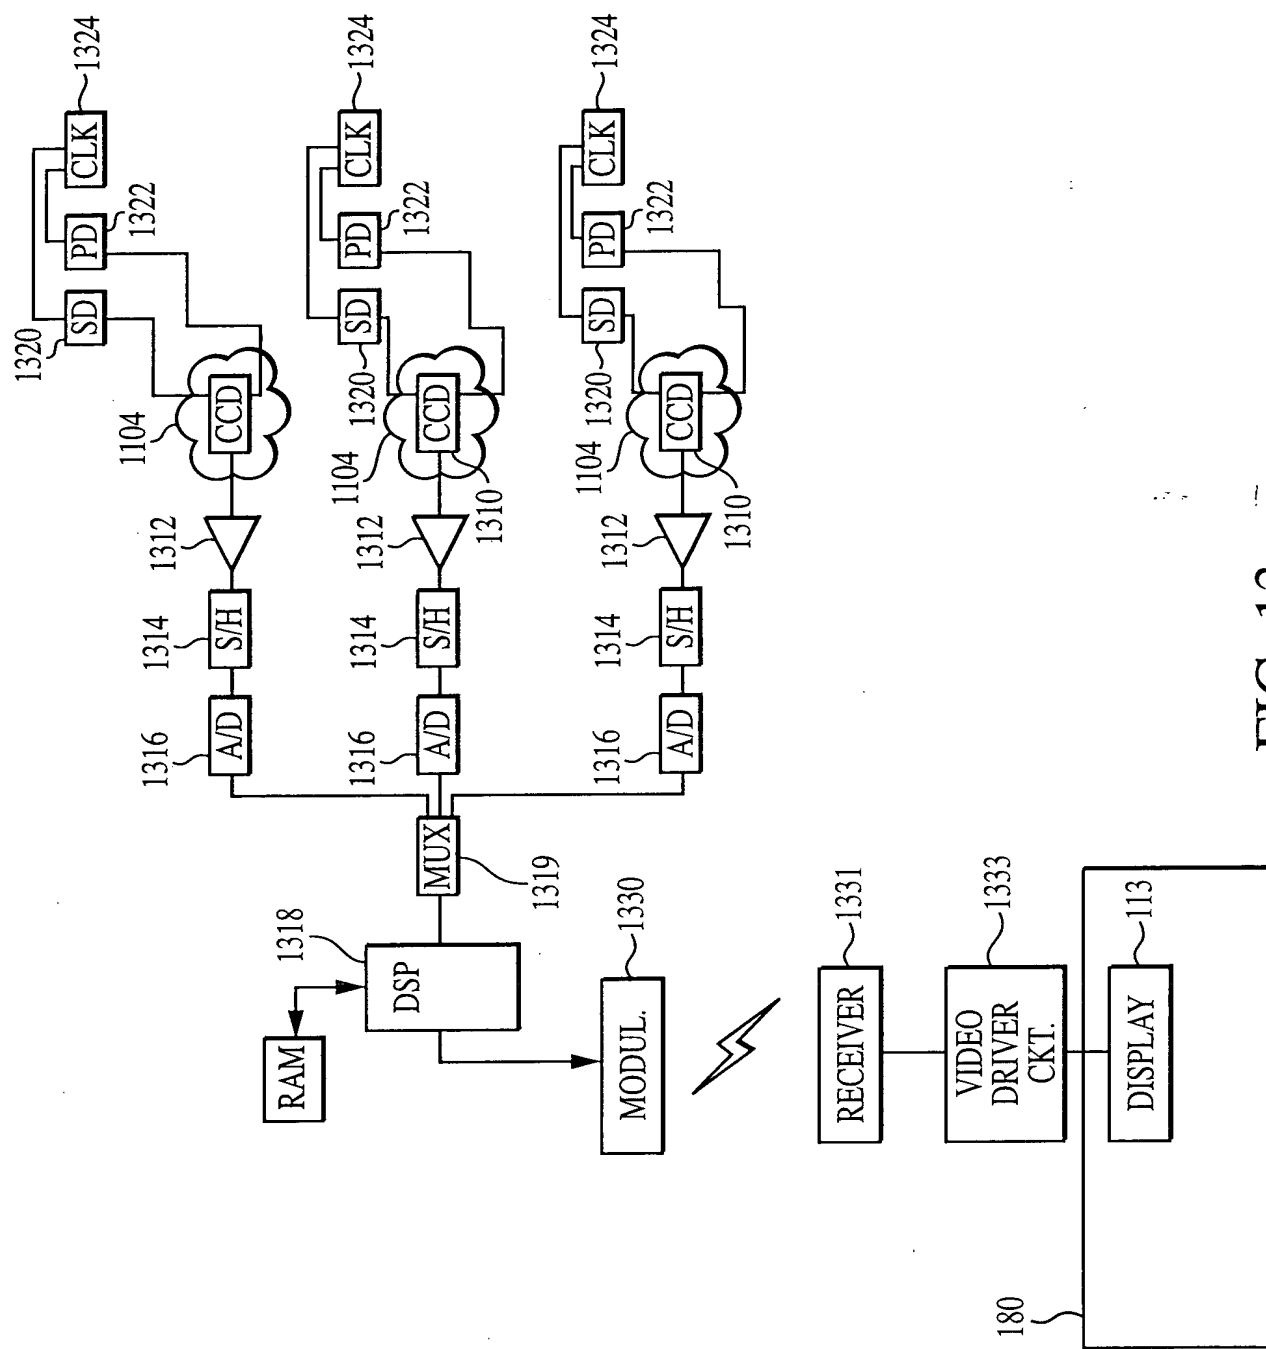 1324
CLK
1322
PD
1320
SD
1104
CCD
1312
1314
S/H
1316
A/D
1324
CLK
1322
PD
1320
SD
1104
CCD
1310
1312
1314
S/H
1316
A/D
1324
CLK
1322
PD
1320
SD
1104
CCD
1310
1312
1314
S/H
1316
A/D
MUX
1319
1318
DSP
RAM
1330
MODUL.
1331
RECEIVER
1333
VIDEO
DRIVER
CKT.
113
DISPLAY
180